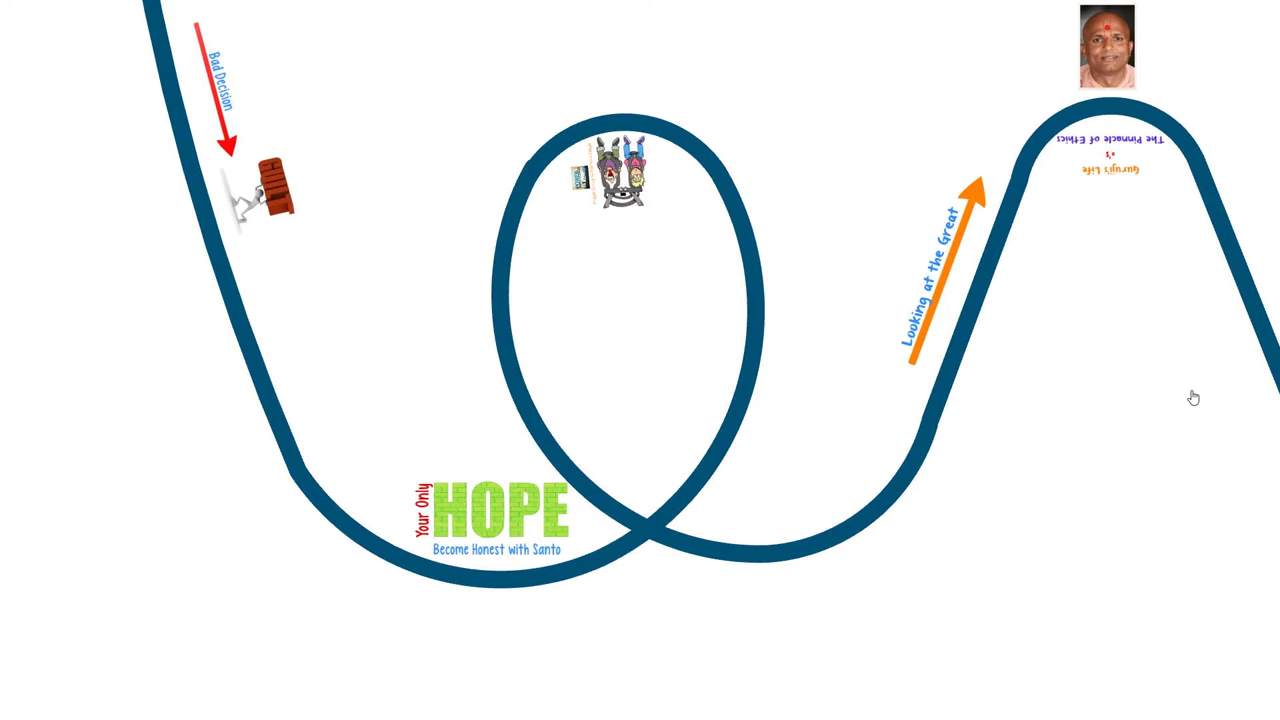 Bad Decision
GUILT
Your Only
HOPE
Become Honest with Santo
Looking at the Great
Guruji's Life
"'s
The Pinnacle of Ethics